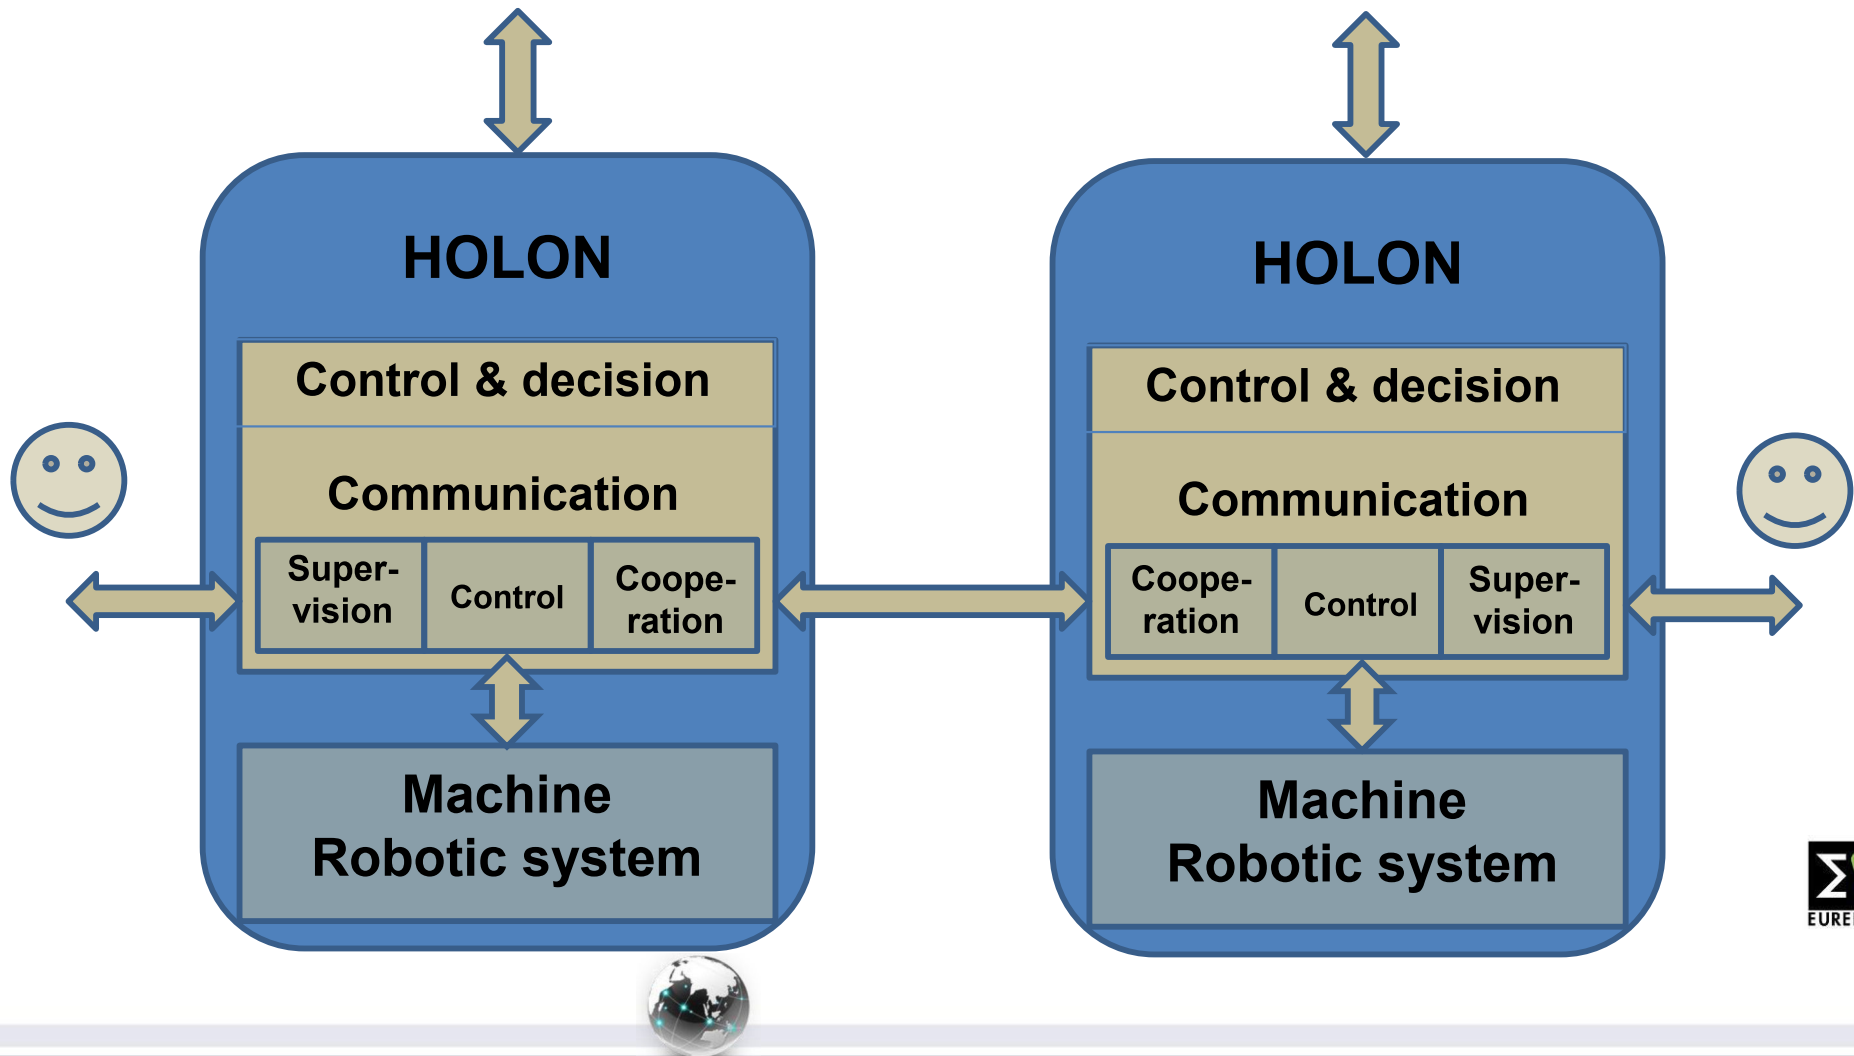 HOLON
Control & decision
Communication
Super-
vision
Control
Coope-
ration
Machine
Robotic system
HOLON
Control & decision
Communication
Coope-
ration
Control
Super-
vision
Machine
Robotic system